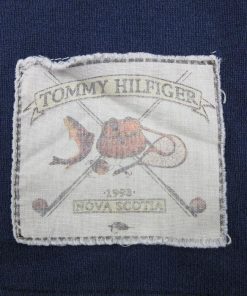 TOMMY HILFIGER
·1993·
NOVA SCOTIA